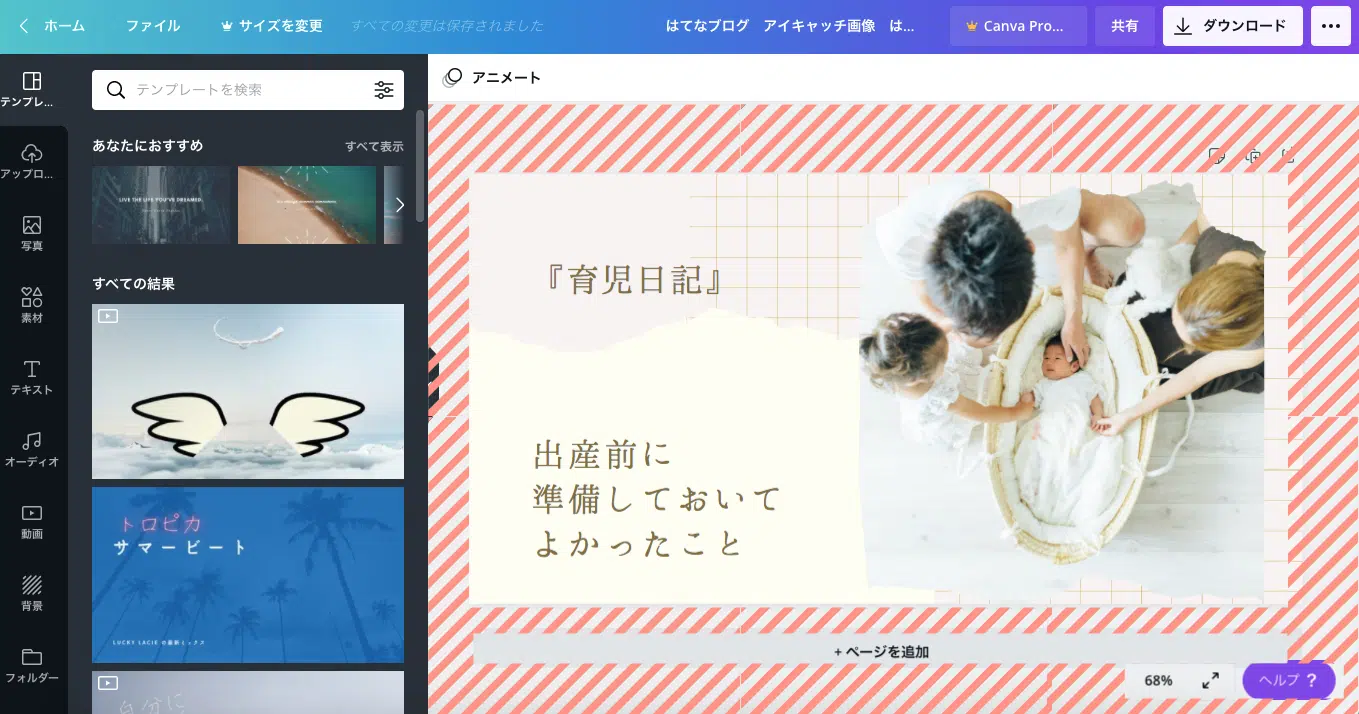 ホーム
ファイル
サイズを変更
すべての変更は保存されました
はてなブログ アイキャッチ画像 は...
Canva Pro...
共有
ダウンロード
テンプレ...
アップロ...
写真
素材
テキスト
オーディオ
動画
背景
フォルダー
テンプレートを検索
あなたにおすすめ
すべて表示
LIVE THE LIFE YOU'VE DREAMED.
すべての結果
トロピカ
サマービート
LUCKY LACIE の最新ミックス
自分に
アニメート
『育児日記』
出産前に
準備しておいて
よかったこと
+ ページを追加
68%
ヘルプ ?